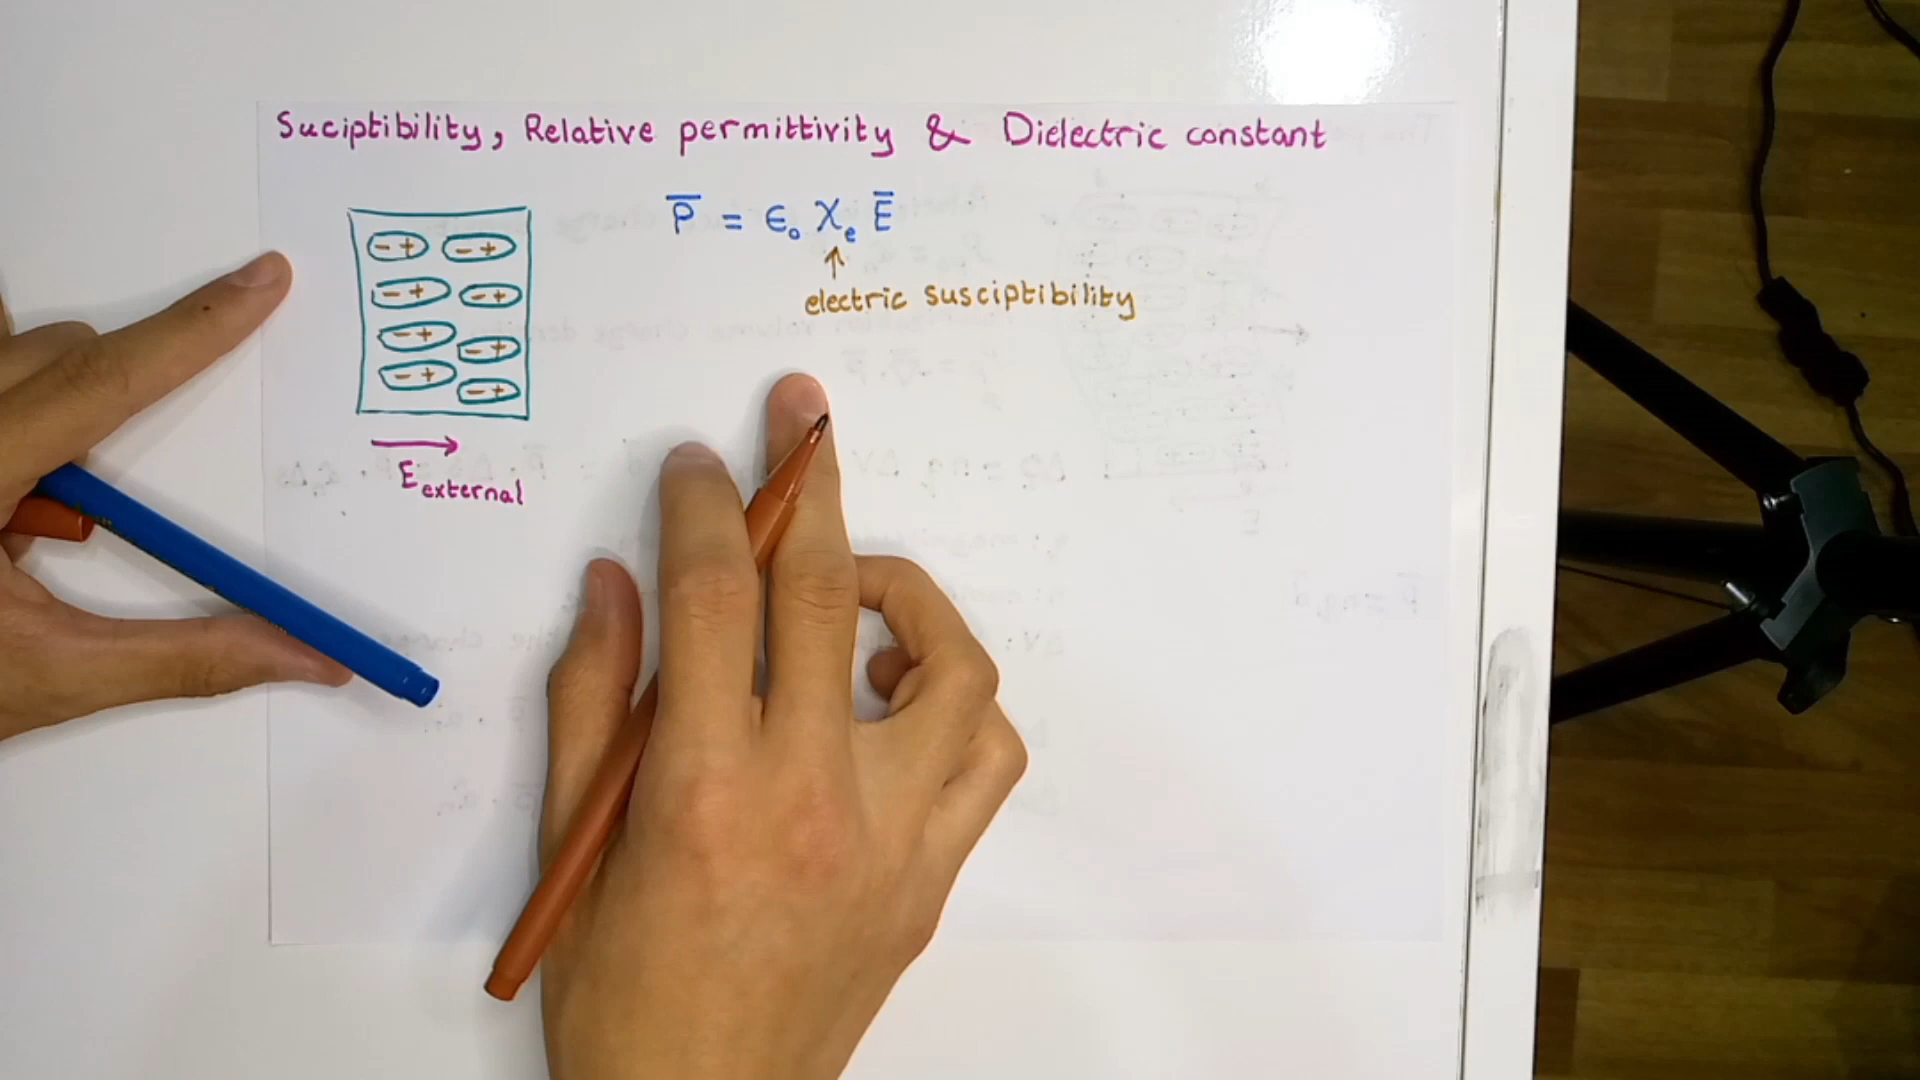 Suciptibility, Relative permittivity & Dielectric constant
P̅ = ϵ₀ χₑ E̅
↑
electric susciptibility
- + - +
- + - +
- + - +
- + - +
E external